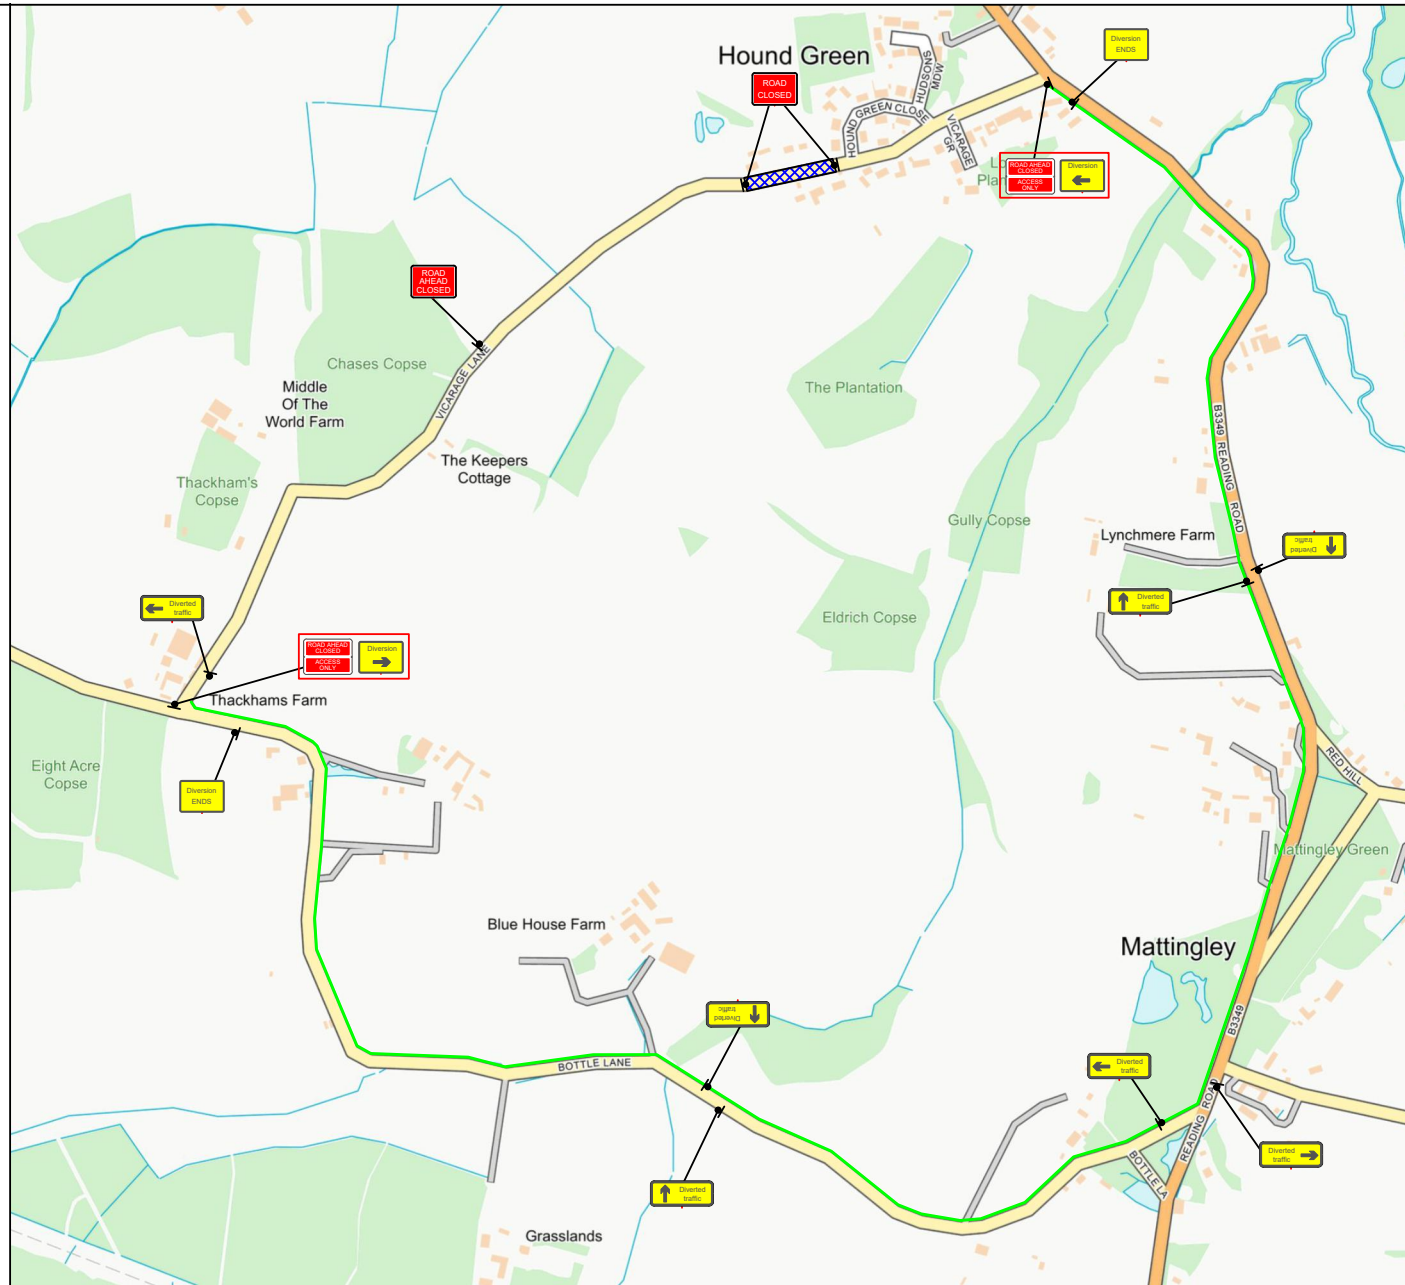 Hound Green
Diversion
ENDS
ROAD
CLOSED
HUDSONS
MDW
HOUND GREEN CLOSE
VICARAGE
GR
Lo
Plan
ROAD AHEAD
CLOSED
ACCESS
ONLY
Diversion
ROAD
AHEAD
CLOSED
Chases Copse
VICARAGE LANE
Middle
Of The
World Farm
The Plantation
B3349 READING ROAD
The Keepers
Cottage
Thackham's
Copse
Gully Copse
Lynchmere Farm
Diverted
traffic
Diverted
traffic
Diverted
traffic
Eldrich Copse
ROAD AHEAD
CLOSED
ACCESS
ONLY
Diversion
Thackhams Farm
Eight Acre
Copse
Diversion
ENDS
RED HILL
Mattingley Green
Blue House Farm
Mattingley
Diverted
traffic
B3349
BOTTLE LANE
Diverted
traffic
READING ROAD
Diverted
traffic
BOTTLE LA
Diverted
traffic
Grasslands